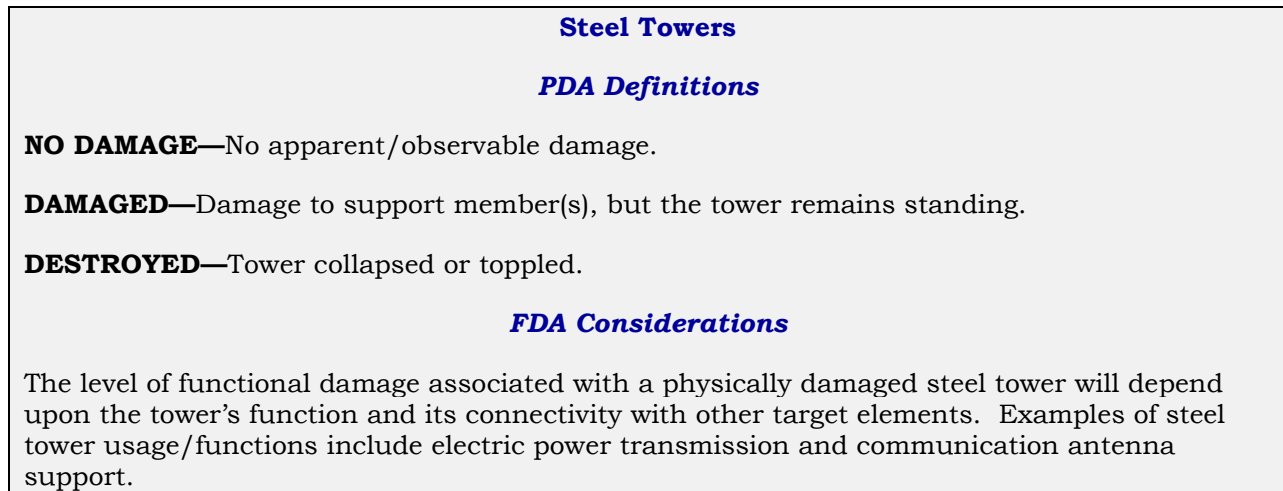 Steel Towers
PDA Definitions
NO DAMAGE—No apparent/observable damage.
DAMAGED—Damage to support member(s), but the tower remains standing.
DESTROYED—Tower collapsed or toppled.
FDA Considerations
The level of functional damage associated with a physically damaged steel tower will depend
upon the tower's function and its connectivity with other target elements.  Examples of steel
tower usage/functions include electric power transmission and communication antenna
support.